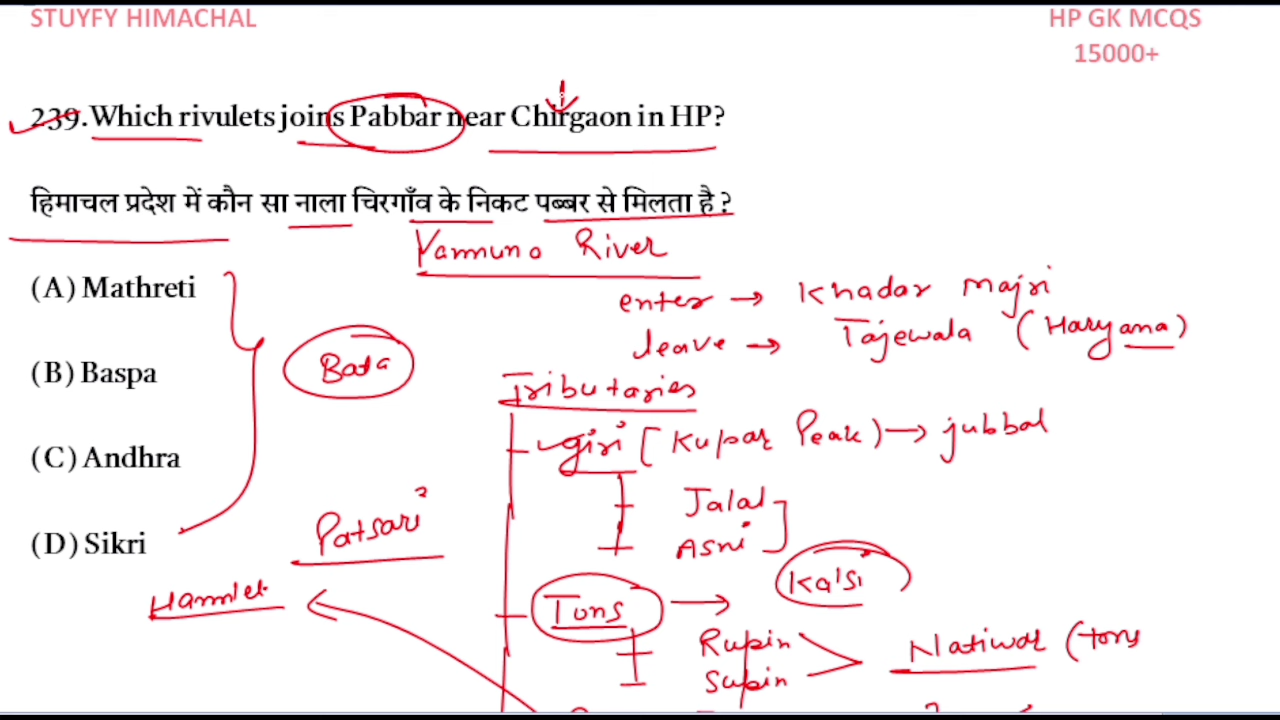 STUYFY HIMACHAL
HP GK MCQS
15000+
239. Which rivulets joins Pabbar near Chirgaon in HP?
हिमाचल प्रदेश में कौन सा नाला चिरगाँव के निकट पब्बर से मिलता है ?
Yamuna River
(A) Mathreti
enter → Khadar majri
leave → Tajewala (Haryana)
(B) Baspa
Bata
Tributaries
giri [Kupar Peak) → jubbal
(C) Andhra
Jalal
Asni
Patsari
(D) Sikri
Hamlet
Tons → Kalsi
Rupin
Supin
Natiwar (tons